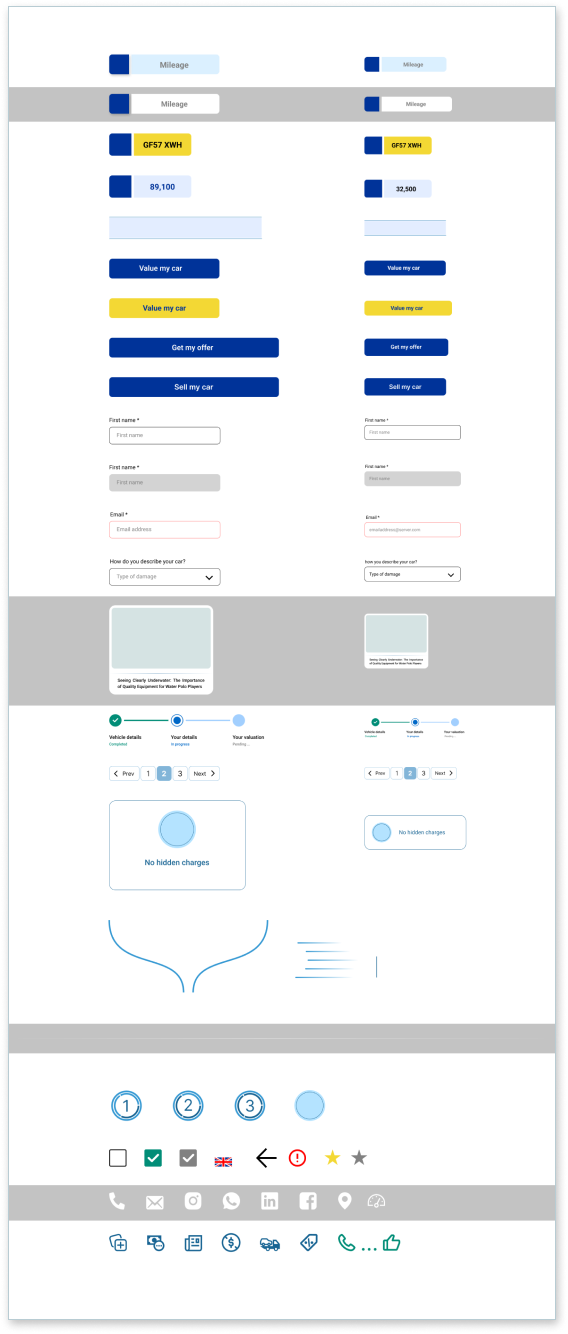 Mileage
Mileage
Mileage
Mileage
GF57 XWH
GF57 XWH
89,100
32,500
Value my car
Value my car
Value my car
Value my car
Get my offer
Get my offer
Sell my car
Sell my car
First name *
First name *
First name
First name
First name *
First name *
First name
First name
Email *
Email *
Email address
How do you describe your car?
how you describe your car?
Type of damage
Type of damage
Seeing Clearly Underwater: The Importance
of Quality Equipment for Water Polo Players
Seeing Clearly Underwater: The Importance
of Quality Equipment for Water Polo Players
Vehicle details Your details Your valuation
Completed In progress Pending...
Vehicle details Your details Your valuation
Completed In progress Pending...
Prev 1 2 3 Next
Prev 1 2 3 Next
No hidden charges
No hidden charges
1 2 3